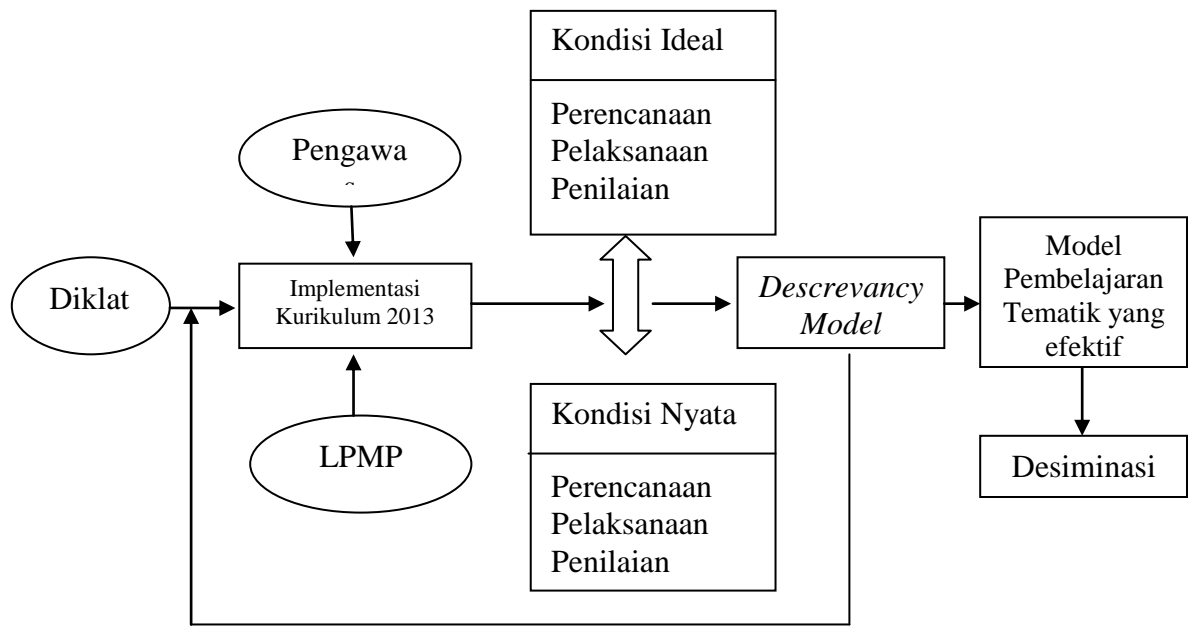 Kondisi Ideal
Perencanaan
Pelaksanaan
Penilaian
Pengawa
Diklat
Implementasi
Kurikulum 2013
LPMP
Kondisi Nyata
Perencanaan
Pelaksanaan
Penilaian
Descrevancy
Model
Model
Pembelajaran
Tematik yang
efektif
Desiminasi